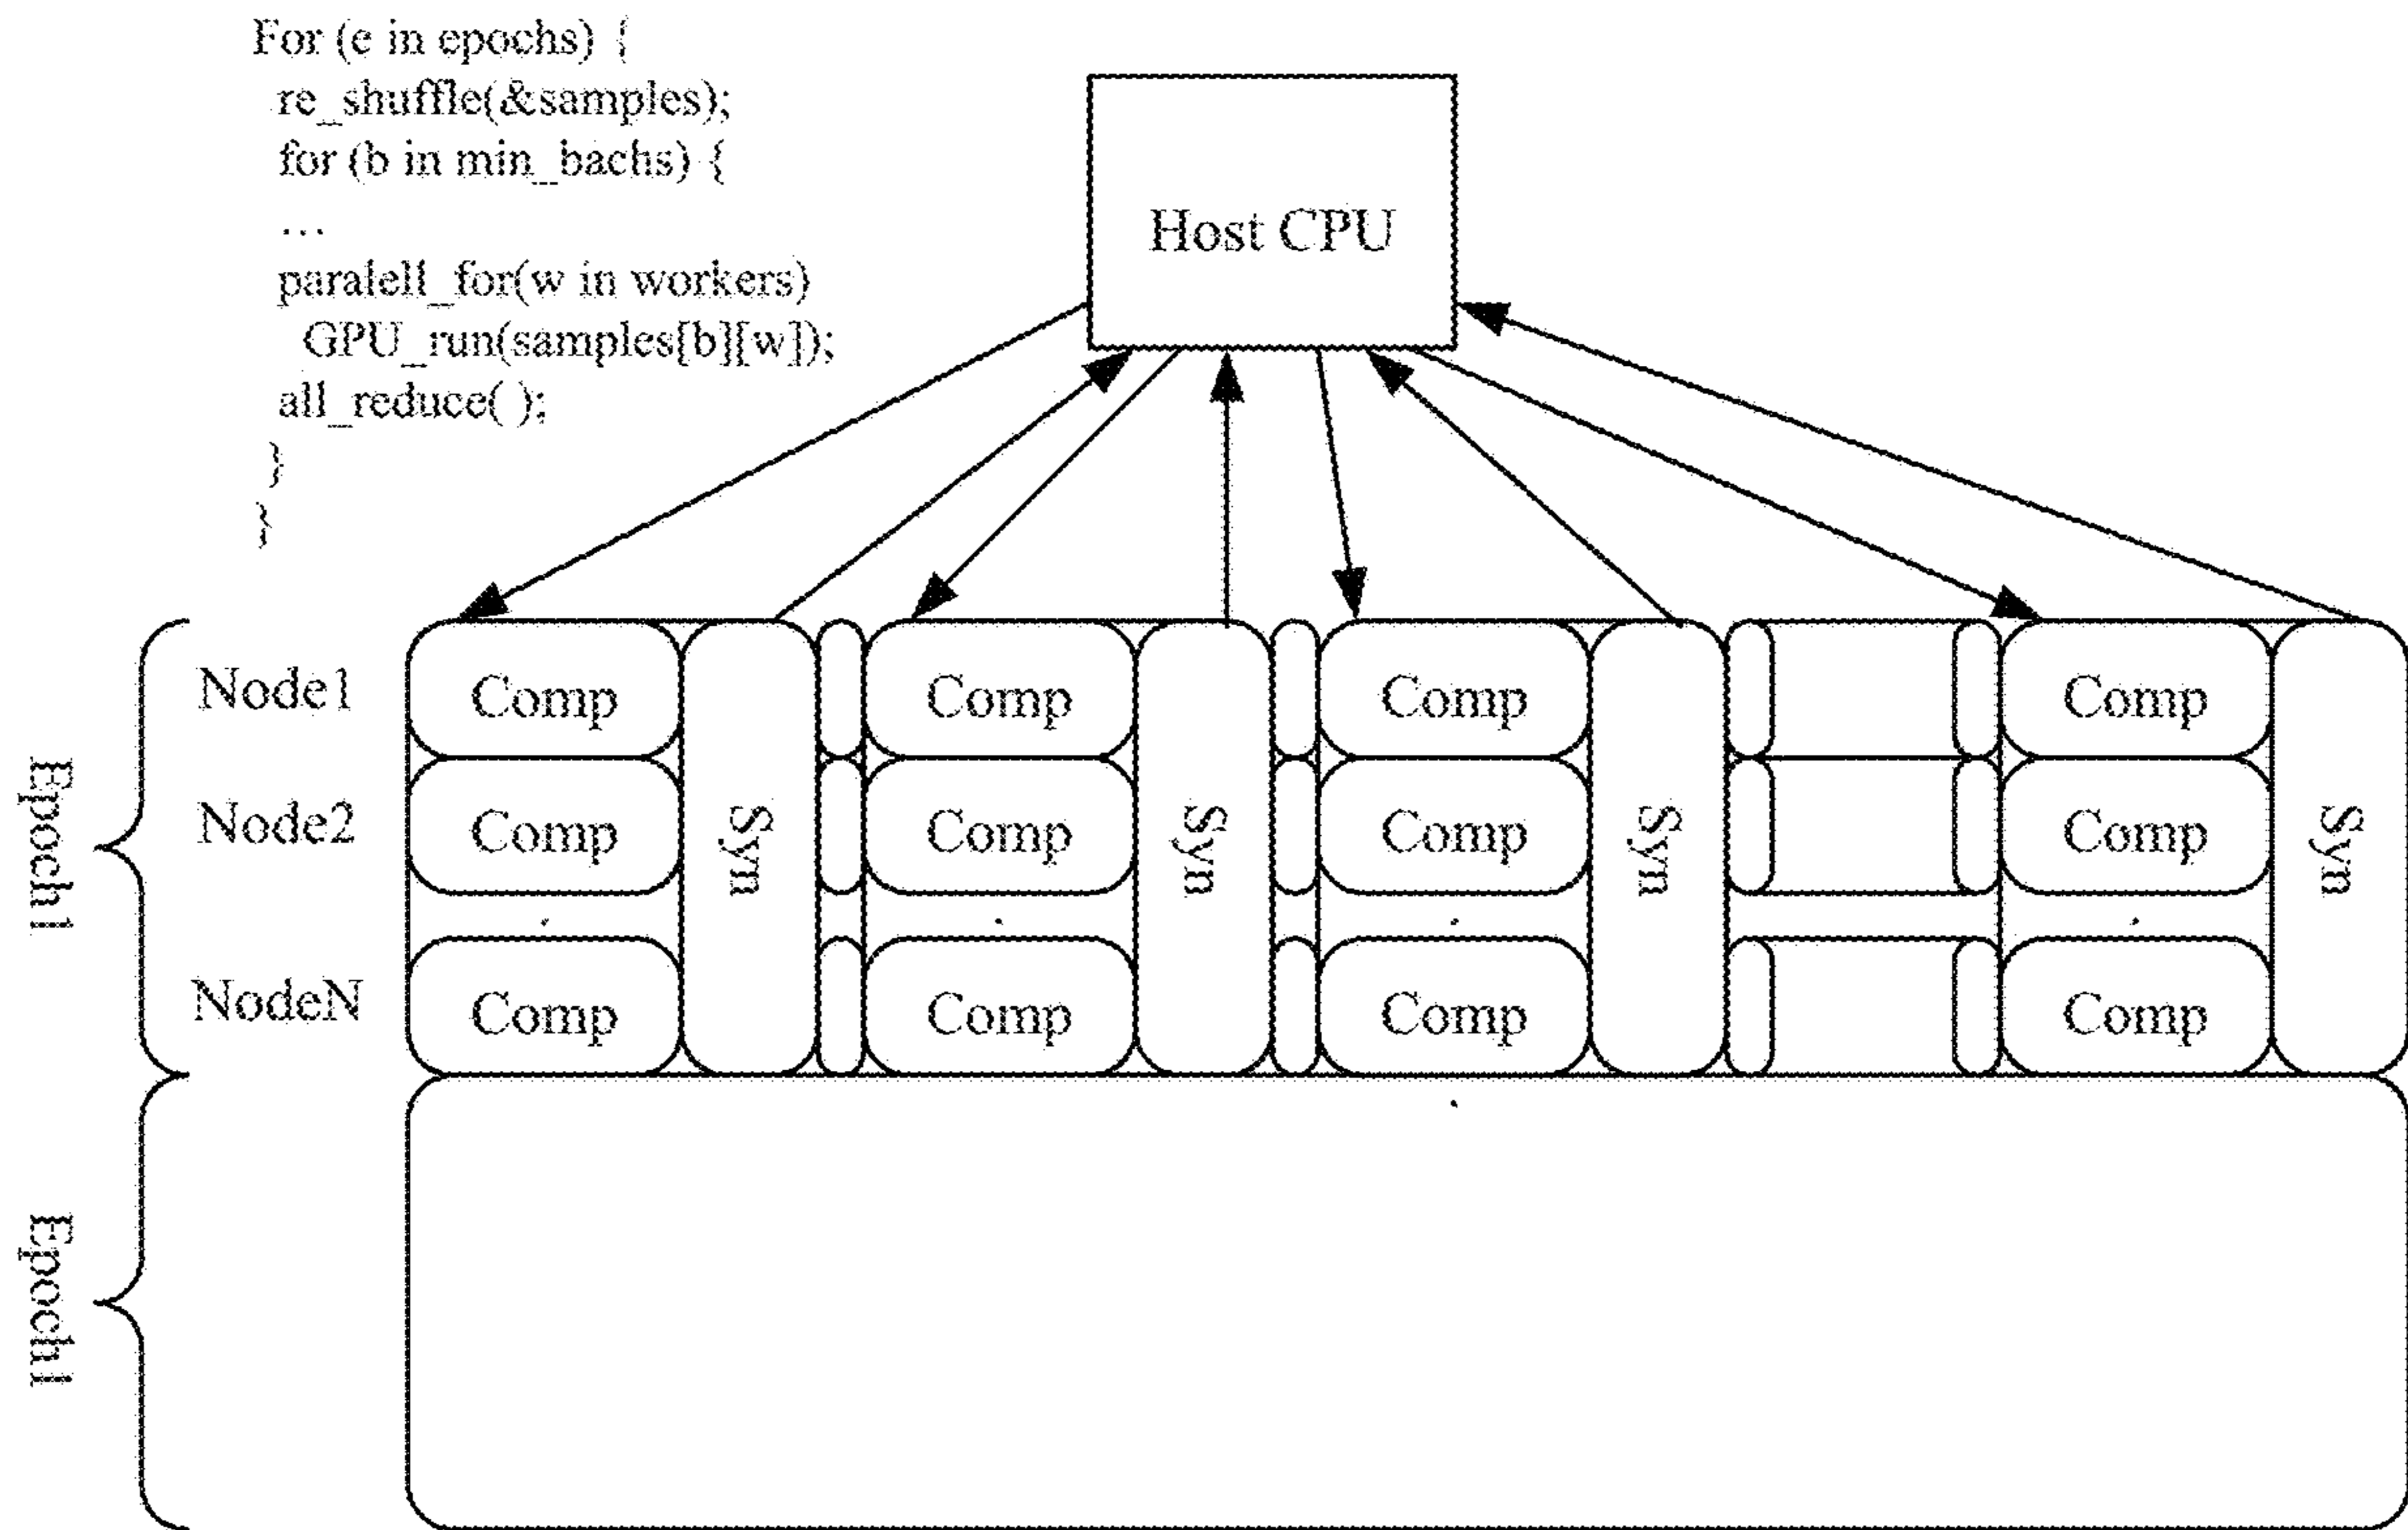 For (e in epochs) {
re_shuffle(&samples);
for (b in min_bachs) {
...
paralell_for(w in workers)
GPU_run(samples[b][w]);
all_reduce( );
}
}
Host CPU
Epoch1
Node1
Comp
Comp
Comp
Comp
Node2
Comp
Syn
Comp
Syn
Comp
Syn
Comp
Syn
NodeN
Comp
Comp
Comp
Comp
Epoch1